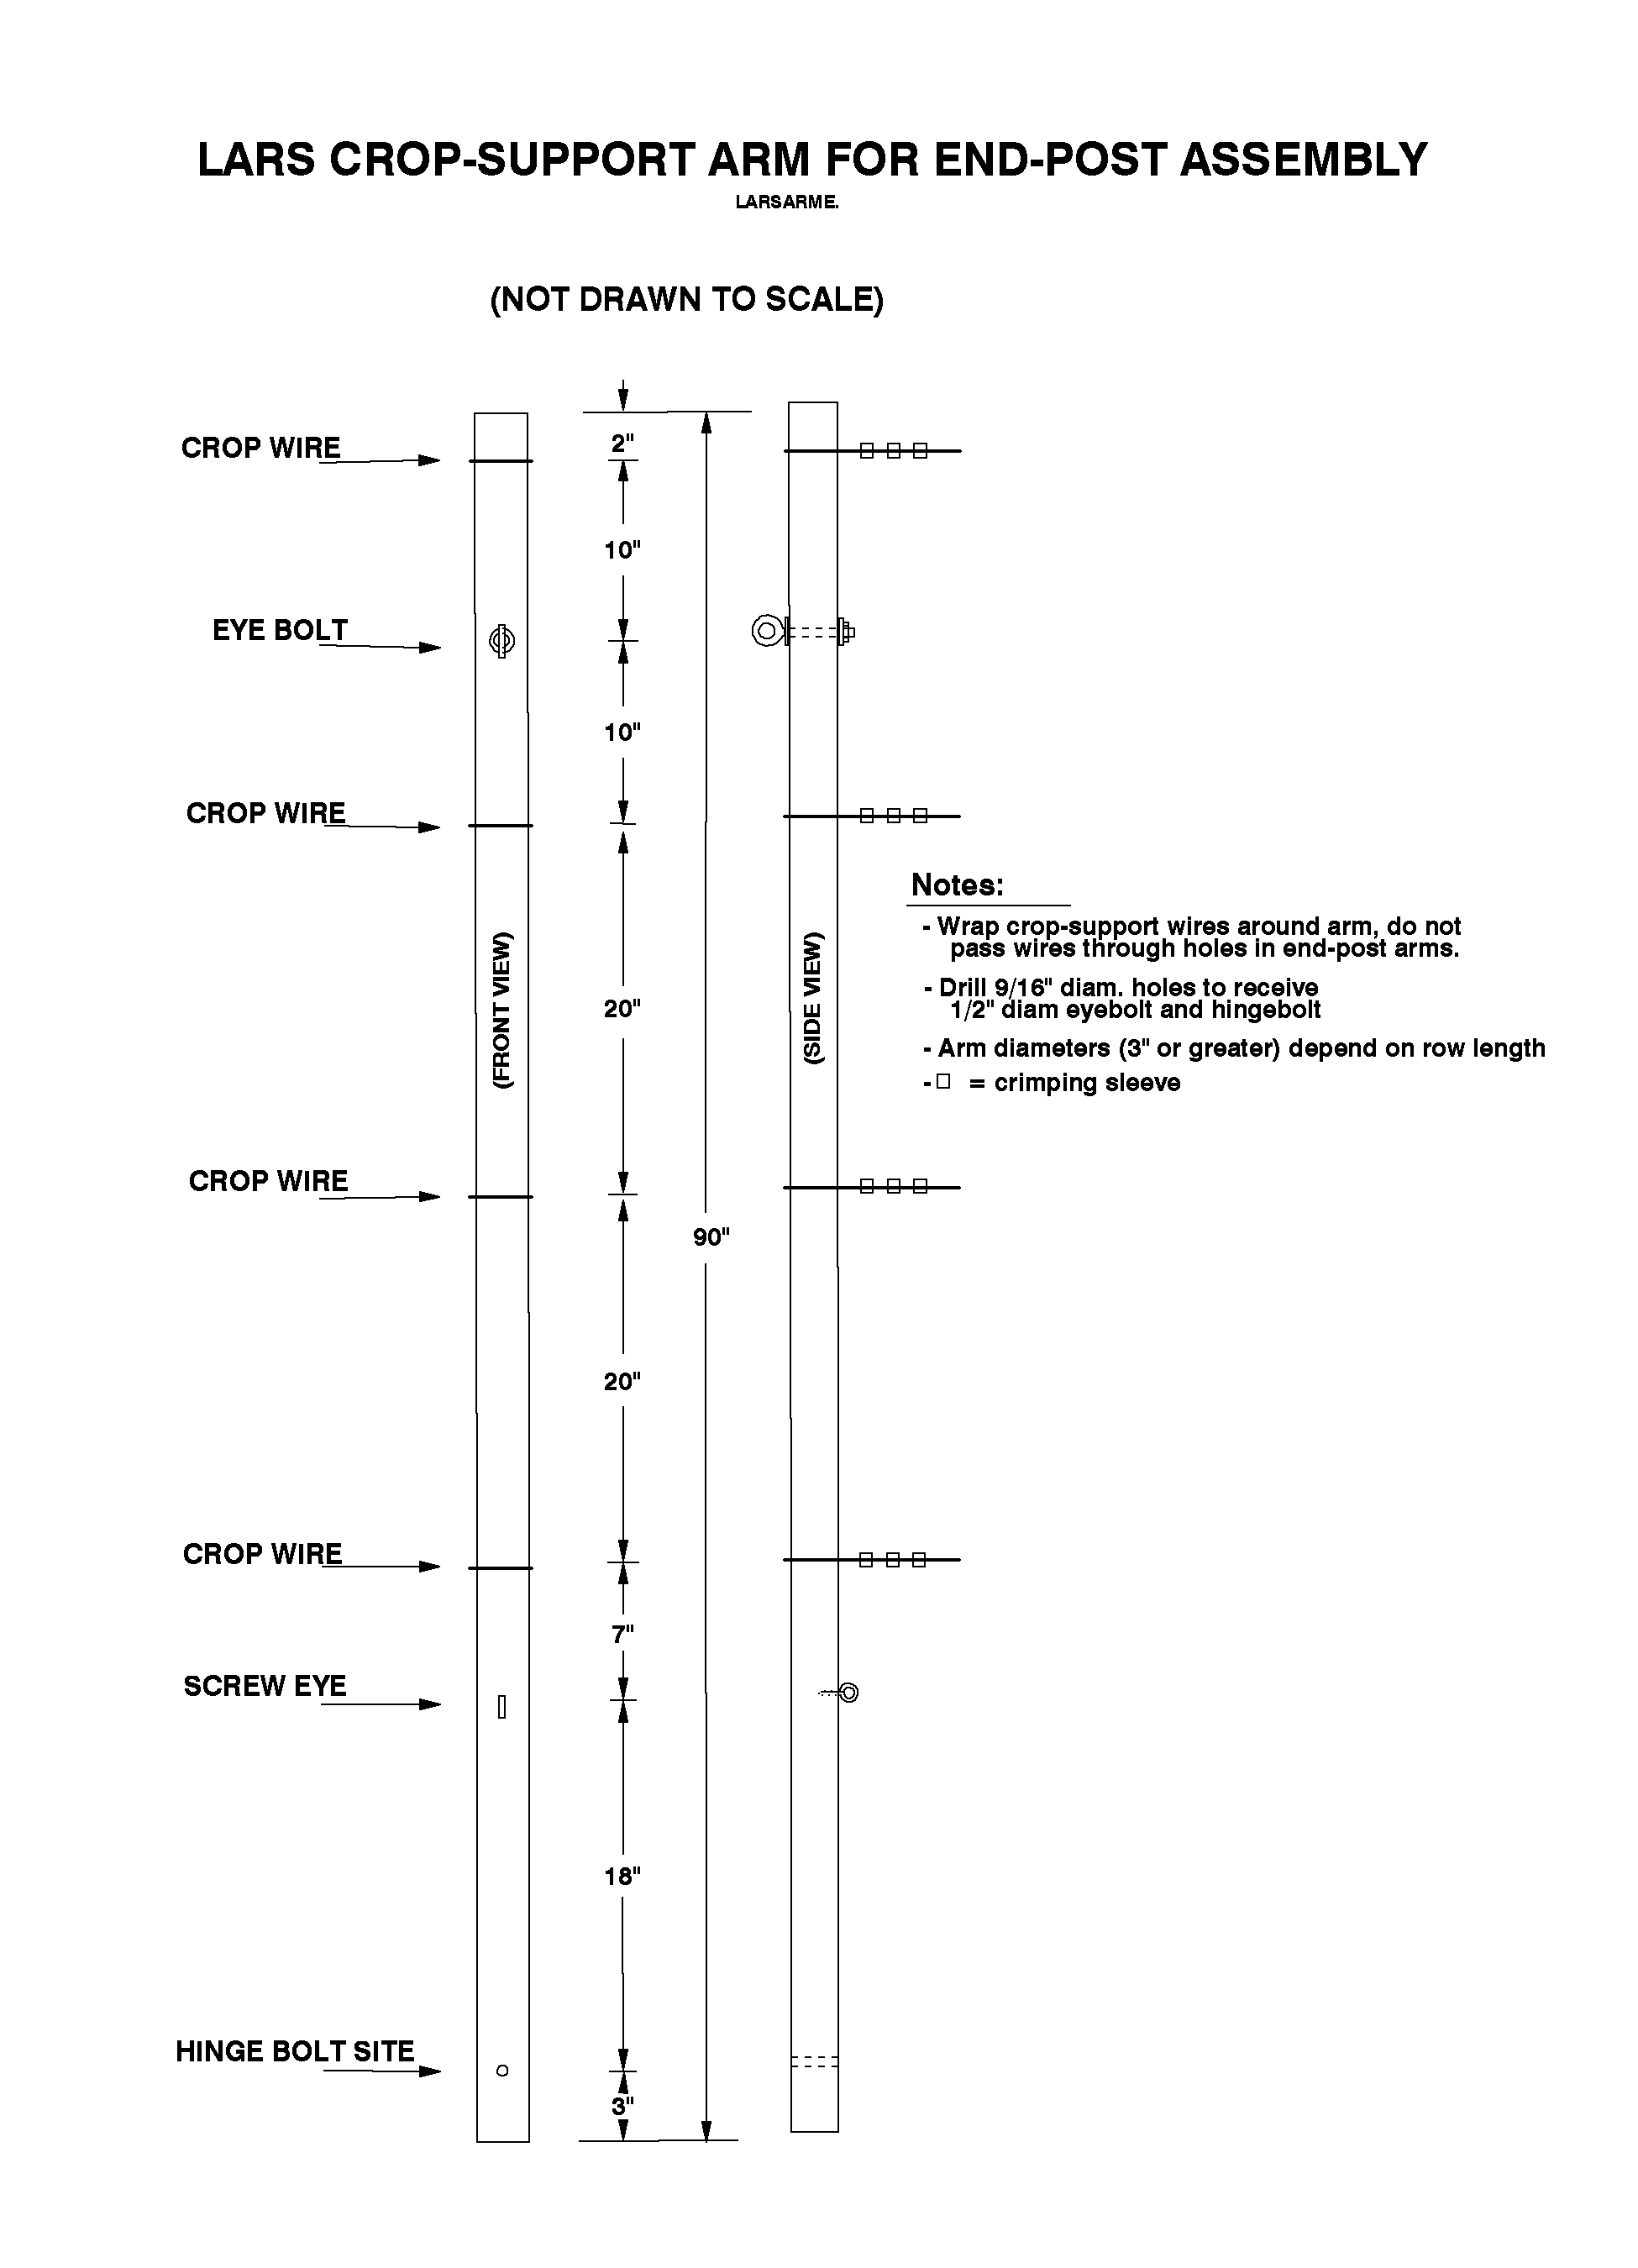 LARS CROP-SUPPORT ARM FOR END-POST ASSEMBLY
LARSARME.
(NOT DRAWN TO SCALE)
CROP WIRE
2"
10"
EYE BOLT
10"
CROP WIRE
(FRONT VIEW)
20"
(SIDE VIEW)
Notes:
- Wrap crop-support wires around arm, do not
pass wires through holes in end-post arms.
- Drill 9/16" diam. holes to receive
1/2" diam eyebolt and hingebolt
- Arm diameters (3" or greater) depend on row length
- □ = crimping sleeve
CROP WIRE
90"
20"
CROP WIRE
7"
SCREW EYE
18"
HINGE BOLT SITE
3"